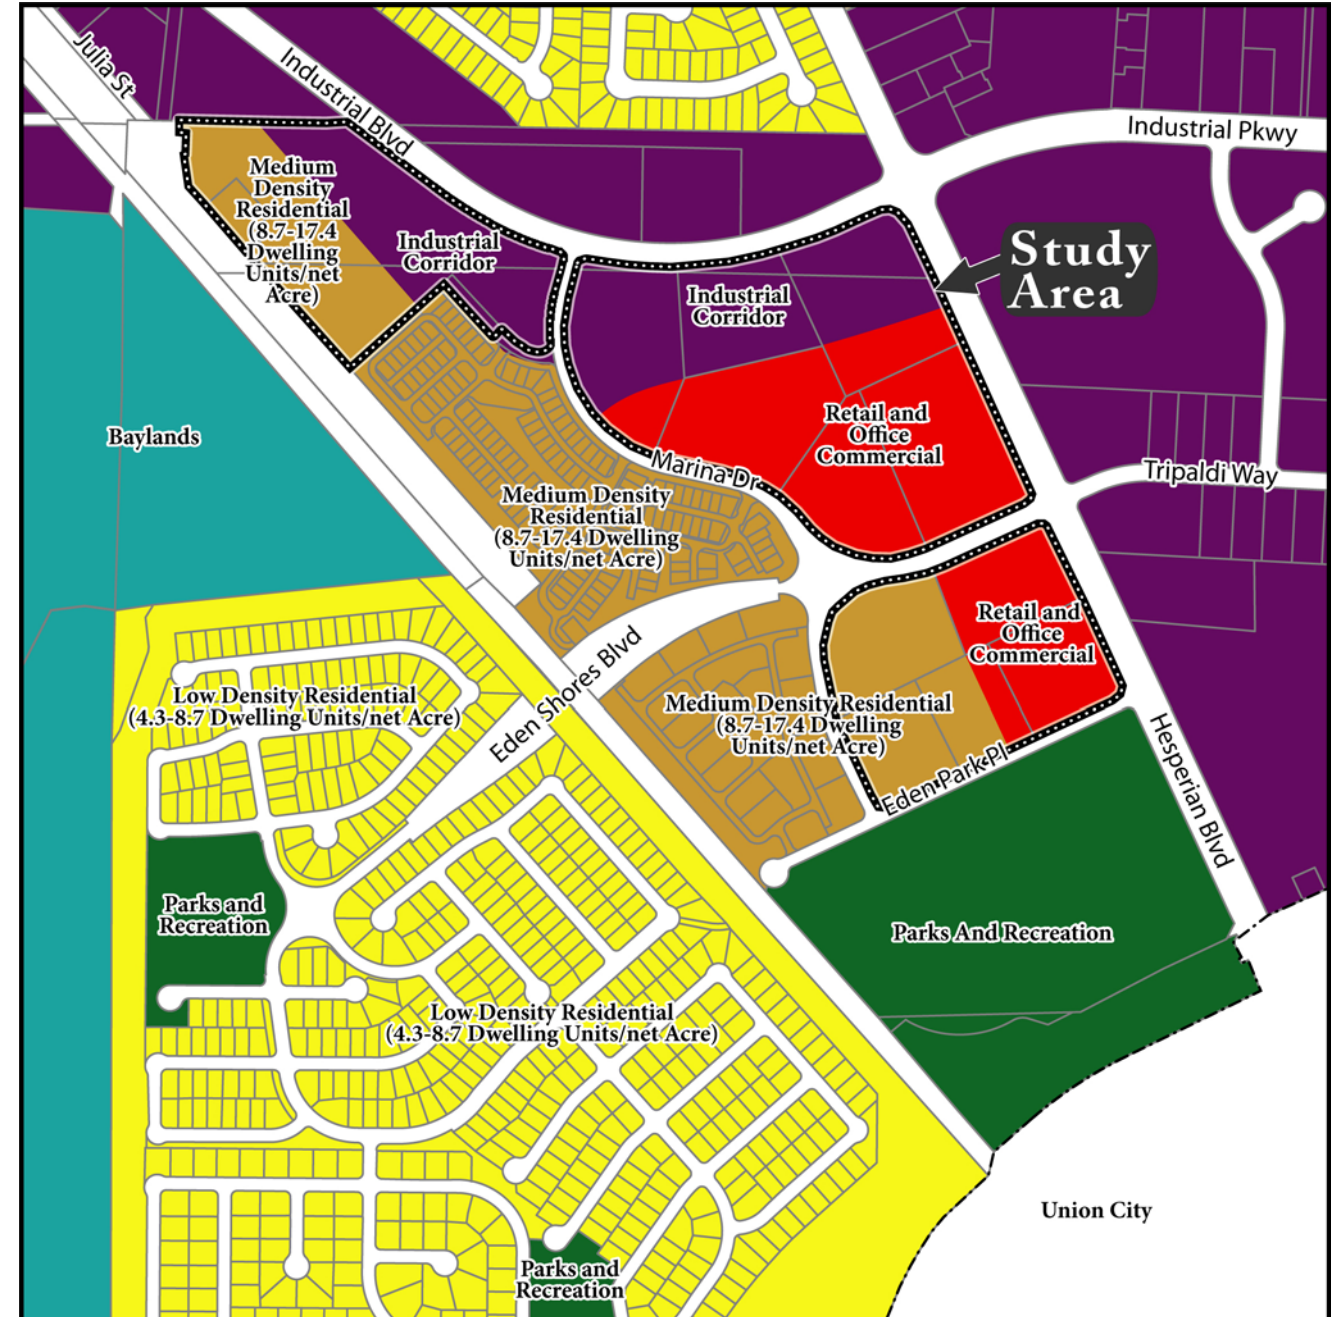 Julia St
Industrial Blvd
Industrial Pkwy
Medium
Density
Residential
(8.7-17.4
Dwelling
Units/net
Acre)
Industrial
Corridor
Study
Area
Industrial
Corridor
Baylands
Retail and
Office
Commercial
Marina Dr
Tripaldi Way
Medium Density
Residential
(8.7-17.4 Dwelling
Units/net Acre)
Retail and
Office
Commercial
Eden Shores Blvd
Low Density Residential
(4.3-8.7 Dwelling Units/net Acre)
Medium Density Residential
(8.7-17.4 Dwelling
Units/net Acre)
Eden Park Pl
Hesperian Blvd
Parks and
Recreation
Parks And Recreation
Low Density Residential
(4.3-8.7 Dwelling Units/net Acre)
Union City
Parks and
Recreation